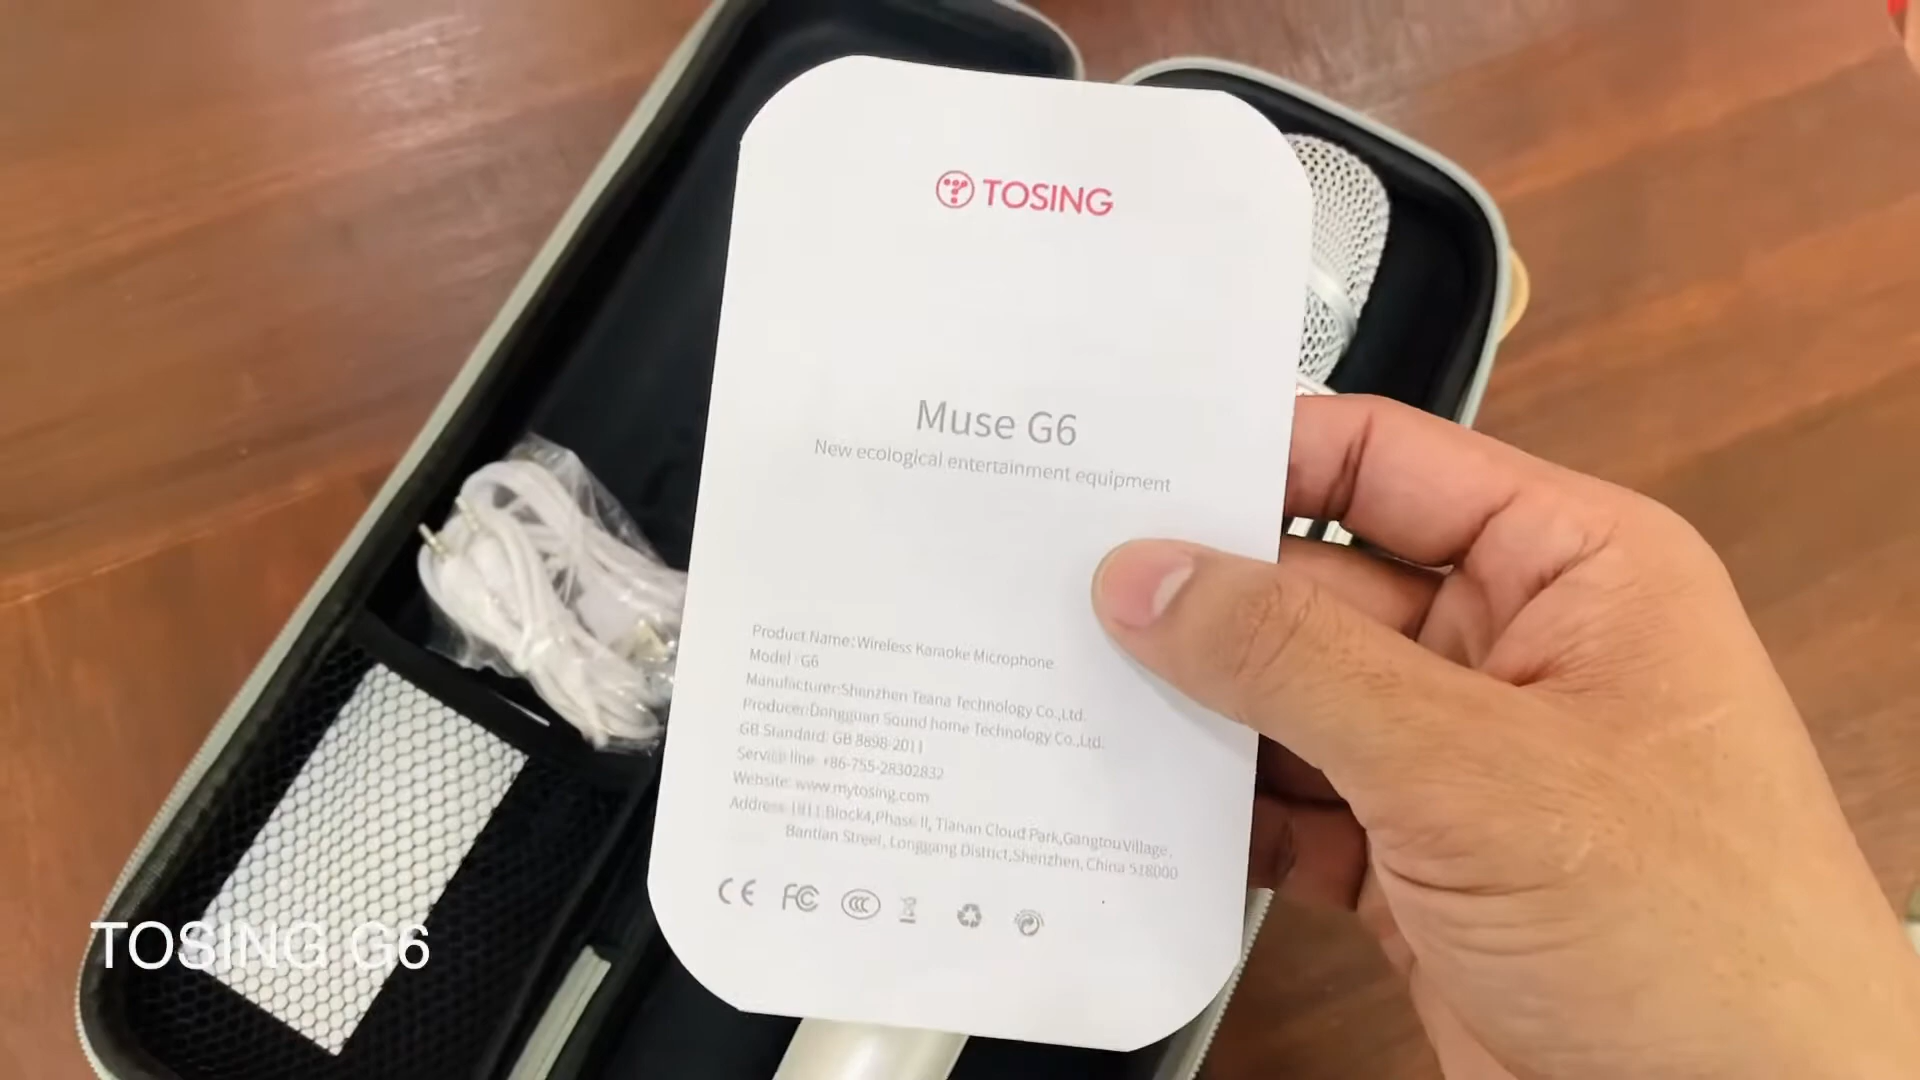 TOSING
Muse G6
New ecological entertainment equipment
Product Name:Wireless Karaoke Microphone
Model : G6
Manufacturer:Shenzhen Teana Technology Co.,Ltd.
Producer:Dongguan Sound home Technology Co.,Ltd.
GB Standard: GB 8898-2011
Service line: +86-755-28302832
Website: www.mytosing.com
Address: Block4,Phase II, Tianan Cloud Park,Gangtou Village,
Bantian Street, Longgang District,Shenzhen, China 518000
CE FC CCC
TOSING G6